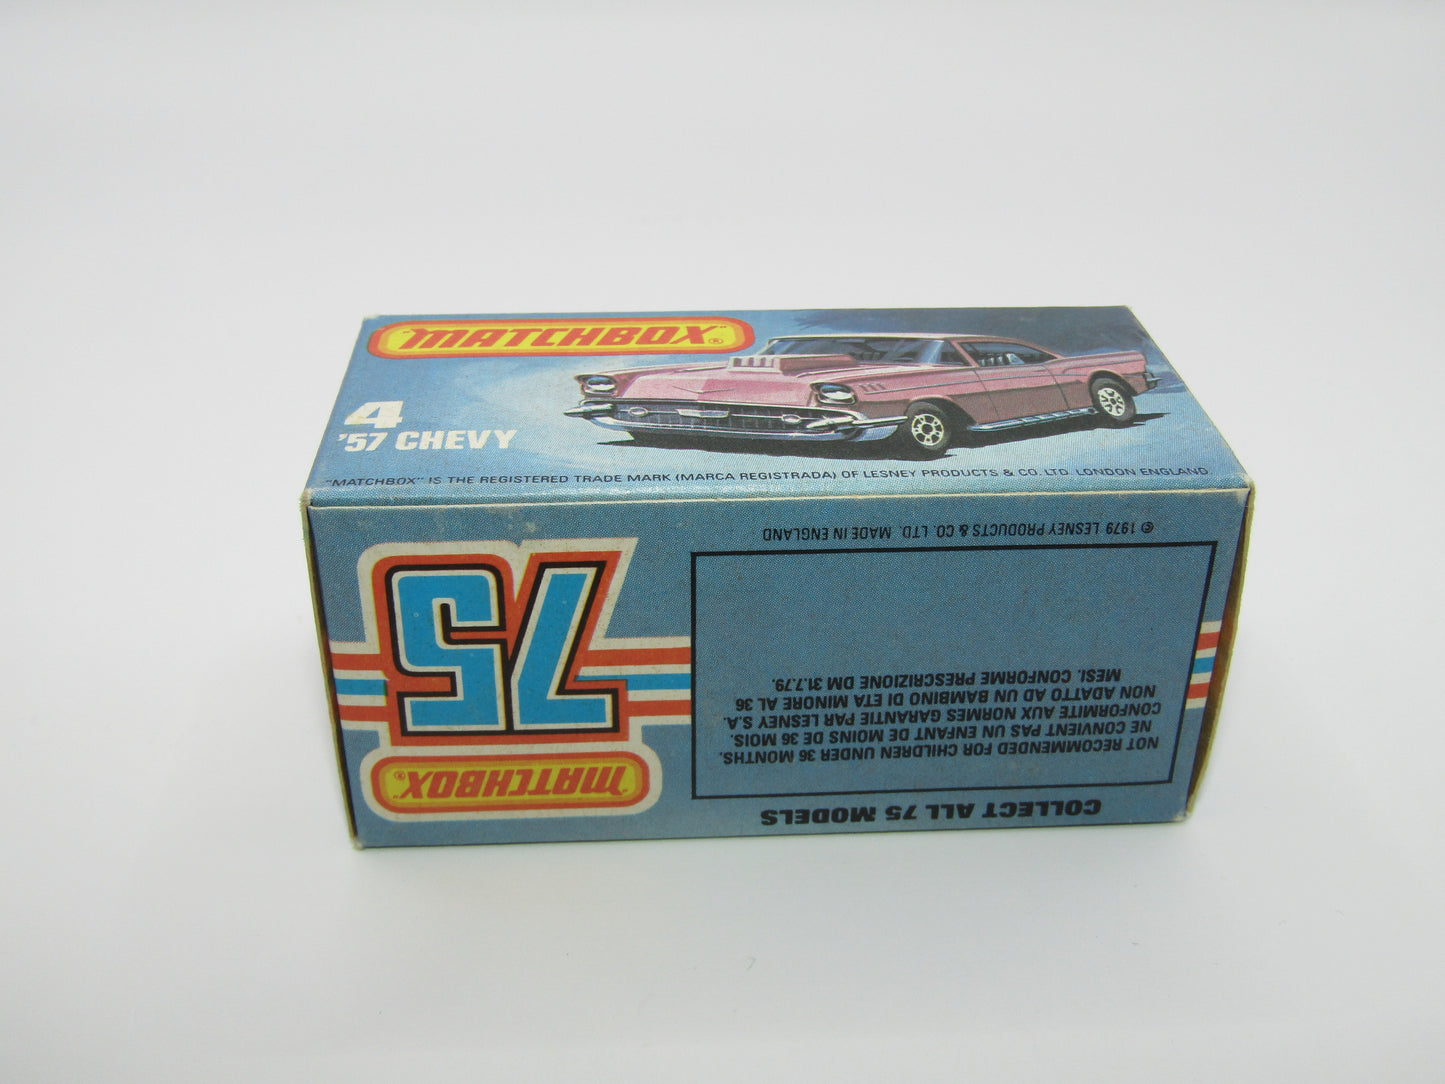 "MATCHBOX"®
4
'57 CHEVY
"MATCHBOX" IS THE REGISTERED TRADE MARK (MARCA REGISTRADA) OF LESNEY PRODUCTS & CO. LTD. LONDON ENGLAND
COLLECT ALL 75 MODELS
NOT RECOMMENDED FOR CHILDREN UNDER 36 MONTHS.
NE CONVIENT PAS UN ENFANT DE MOINS DE 36 MOIS.
CONFORMITE AUX NORMES GARANTIE PAR LESNEY S.A.
NON ADATTO AD UN BAMBINO DI ETA MINORE AL 36
MESI. CONFORME PRESCRIZIONE DM 31.7.79.
© 1979 LESNEY PRODUCTS & CO. LTD. MADE IN ENGLAND
"MATCHBOX"®
75